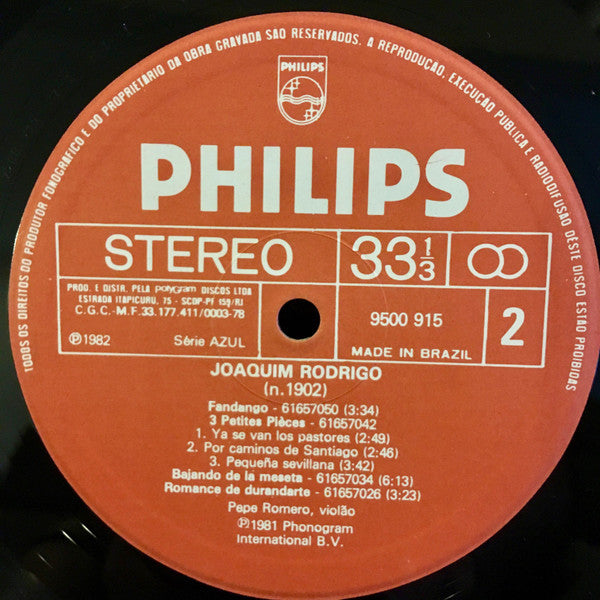 TODOS OS DIREITOS DO PRODUTOR FONOGRÁFICO E DO PROPRIETÁRIO DA OBRA GRAVADA SÃO RESERVADOS. A REPRODUÇÃO, EXECUÇÃO PÚBLICA E RADIODIFUSÃO DÊSTE DISCO ESTÃO PROIBIDAS
PHILIPS
PHILIPS
STEREO
33 1/3
PROD. E DISTR. PELA polygram DISCOS LTDA
ESTRADA ITAPICURU, 75 - SCDP-PF 159/RJ
C.G.C.-M.F. 33.177.411/0003-78
℗1982 Série AZUL
9500 915
MADE IN BRAZIL
2
JOAQUIM RODRIGO
(n.1902)
Fandango - 61657050 (3:34)
3 Petites Pièces - 61657042
1. Ya se van los pastores (2:49)
2. Por caminos de Santiago (2:46)
3. Pequeña sevillana (3:42)
Bajando de la meseta - 61657034 (6:13)
Romance de durandarte - 61657026 (3:23)
Pepe Romero, violão
℗1981 Phonogram
International B.V.